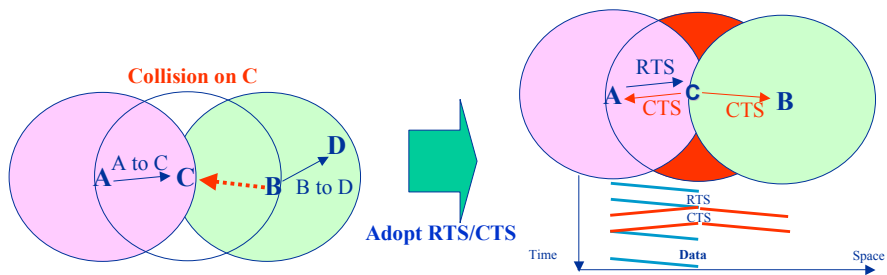 Collision on C
D
A
A to C
C
B
B to D
Adopt RTS/CTS
RTS
A
C
B
CTS
CTS
RTS
CTS
Time
Data
Space